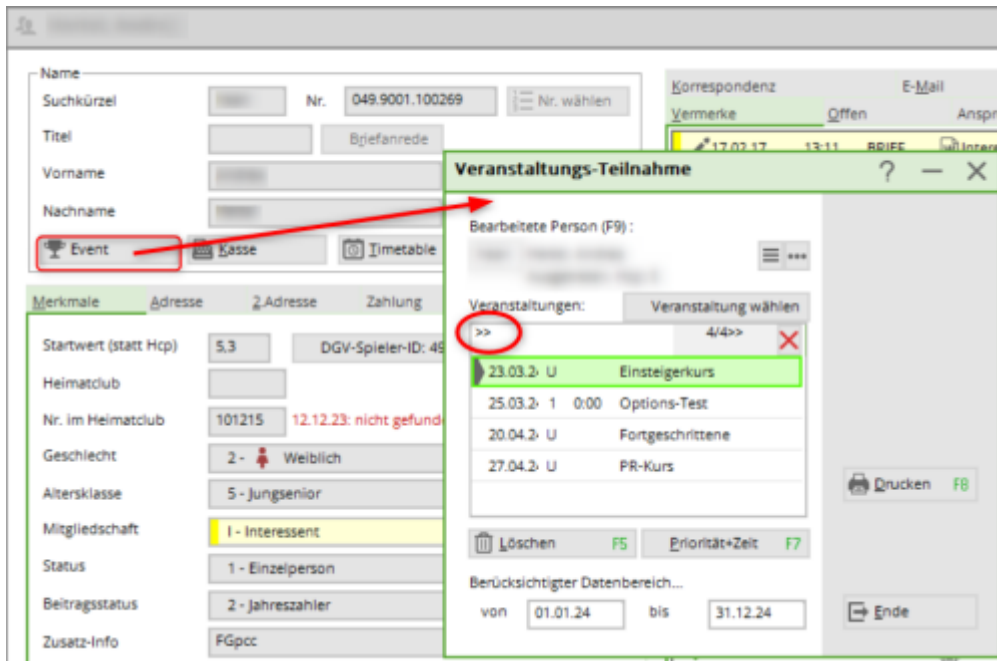 Name
Suchkürzel Nr. 049.9001.100269 Nr. wählen
Titel Briefanrede
Vorname
Nachname
Event Kasse Timetable
Korrespondenz E-Mail
Vermerke Offen Anspr
17.02.17 13:11 BRIEF Intere
Merkmale Adresse 2.Adresse Zahlung
Startwert (statt Hcp) 5,3 DGV-Spieler-ID: 49
Heimatclub
Nr. im Heimatclub 101215 12.12.23: nicht gefund
Geschlecht 2 - Weiblich
Altersklasse 5 - Jungsenior
Mitgliedschaft I - Interessent
Status 1 - Einzelperson
Beitragsstatus 2 - Jahreszahler
Zusatz-Info FGpcc
Veranstaltungs-Teilnahme ? — X
Bearbeitete Person (F9) :
Veranstaltungen: Veranstaltung wählen
>> 4/4>>
23.03.2 U Einsteigerkurs
25.03.2 1 0:00 Options-Test
20.04.2 U Fortgeschrittene
27.04.2 U PR-Kurs
Löschen F5 Priorität+Zeit F7
Berücksichtigter Datenbereich...
von 01.01.24 bis 31.12.24
Drucken F8
Ende